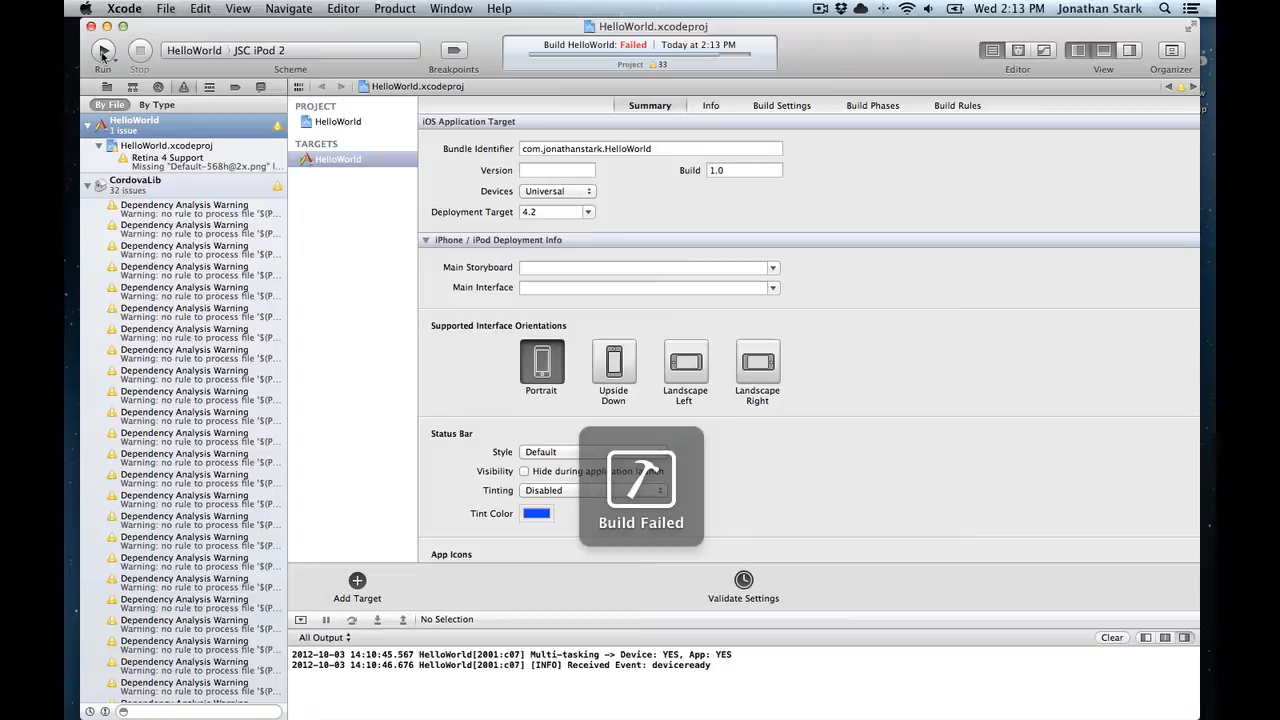 Xcode File Edit View Navigate Editor Product Window Help Wed 2:13 PM Jonathan Stark
HelloWorld.xcodeproj
HelloWorld JSC iPod 2
Build HelloWorld: Failed Today at 2:13 PM
Project 33
Run Stop Scheme Breakpoints Editor View Organizer
HelloWorld.xcodeproj
By File By Type
PROJECT
HelloWorld
TARGETS
HelloWorld
Summary Info Build Settings Build Phases Build Rules
HelloWorld
1 issue
HelloWorld.xcodeproj
Retina 4 Support
Missing "Default-568h@2x.png" l...
CordovaLib
32 issues
Dependency Analysis Warning
Warning: no rule to process file '$(P...
Dependency Analysis Warning
Warning: no rule to process file '$(P...
Dependency Analysis Warning
Warning: no rule to process file '$(P...
Dependency Analysis Warning
Warning: no rule to process file '$(P...
Dependency Analysis Warning
Warning: no rule to process file '$(P...
Dependency Analysis Warning
Warning: no rule to process file '$(P...
Dependency Analysis Warning
Warning: no rule to process file '$(P...
Dependency Analysis Warning
Warning: no rule to process file '$(P...
Dependency Analysis Warning
Warning: no rule to process file '$(P...
Dependency Analysis Warning
Warning: no rule to process file '$(P...
Dependency Analysis Warning
Warning: no rule to process file '$(P...
Dependency Analysis Warning
Warning: no rule to process file '$(P...
Dependency Analysis Warning
Warning: no rule to process file '$(P...
Dependency Analysis Warning
Warning: no rule to process file '$(P...
Dependency Analysis Warning
Warning: no rule to process file '$(P...
Dependency Analysis Warning
Warning: no rule to process file '$(P...
Dependency Analysis Warning
Warning: no rule to process file '$(P...
Dependency Analysis Warning
Warning: no rule to process file '$(P...
Dependency Analysis Warning
Warning: no rule to process file '$(P...
Dependency Analysis Warning
Warning: no rule to process file '$(P...
Dependency Analysis Warning
Warning: no rule to process file '$(P...
Dependency Analysis Warning
Warning: no rule to process file '$(P...
Dependency Analysis Warning
Warning: no rule to process file '$(P...
Dependency Analysis Warning
Warning: no rule to process file '$(P...
iOS Application Target
Bundle Identifier com.jonathanstark.HelloWorld
Version Build 1.0
Devices Universal
Deployment Target 4.2
iPhone / iPod Deployment Info
Main Storyboard
Main Interface
Supported Interface Orientations
Portrait Upside Down Landscape Left Landscape Right
Status Bar
Style Default
Visibility Hide during application launch
Tinting Disabled
Tint Color
Build Failed
App Icons
Add Target Validate Settings
No Selection
All Output Clear
2012-10-03 14:10:45.567 HelloWorld[2001:c07] Multi-tasking -> Device: YES, App: YES
2012-10-03 14:10:46.676 HelloWorld[2001:c07] [INFO] Received Event: deviceready